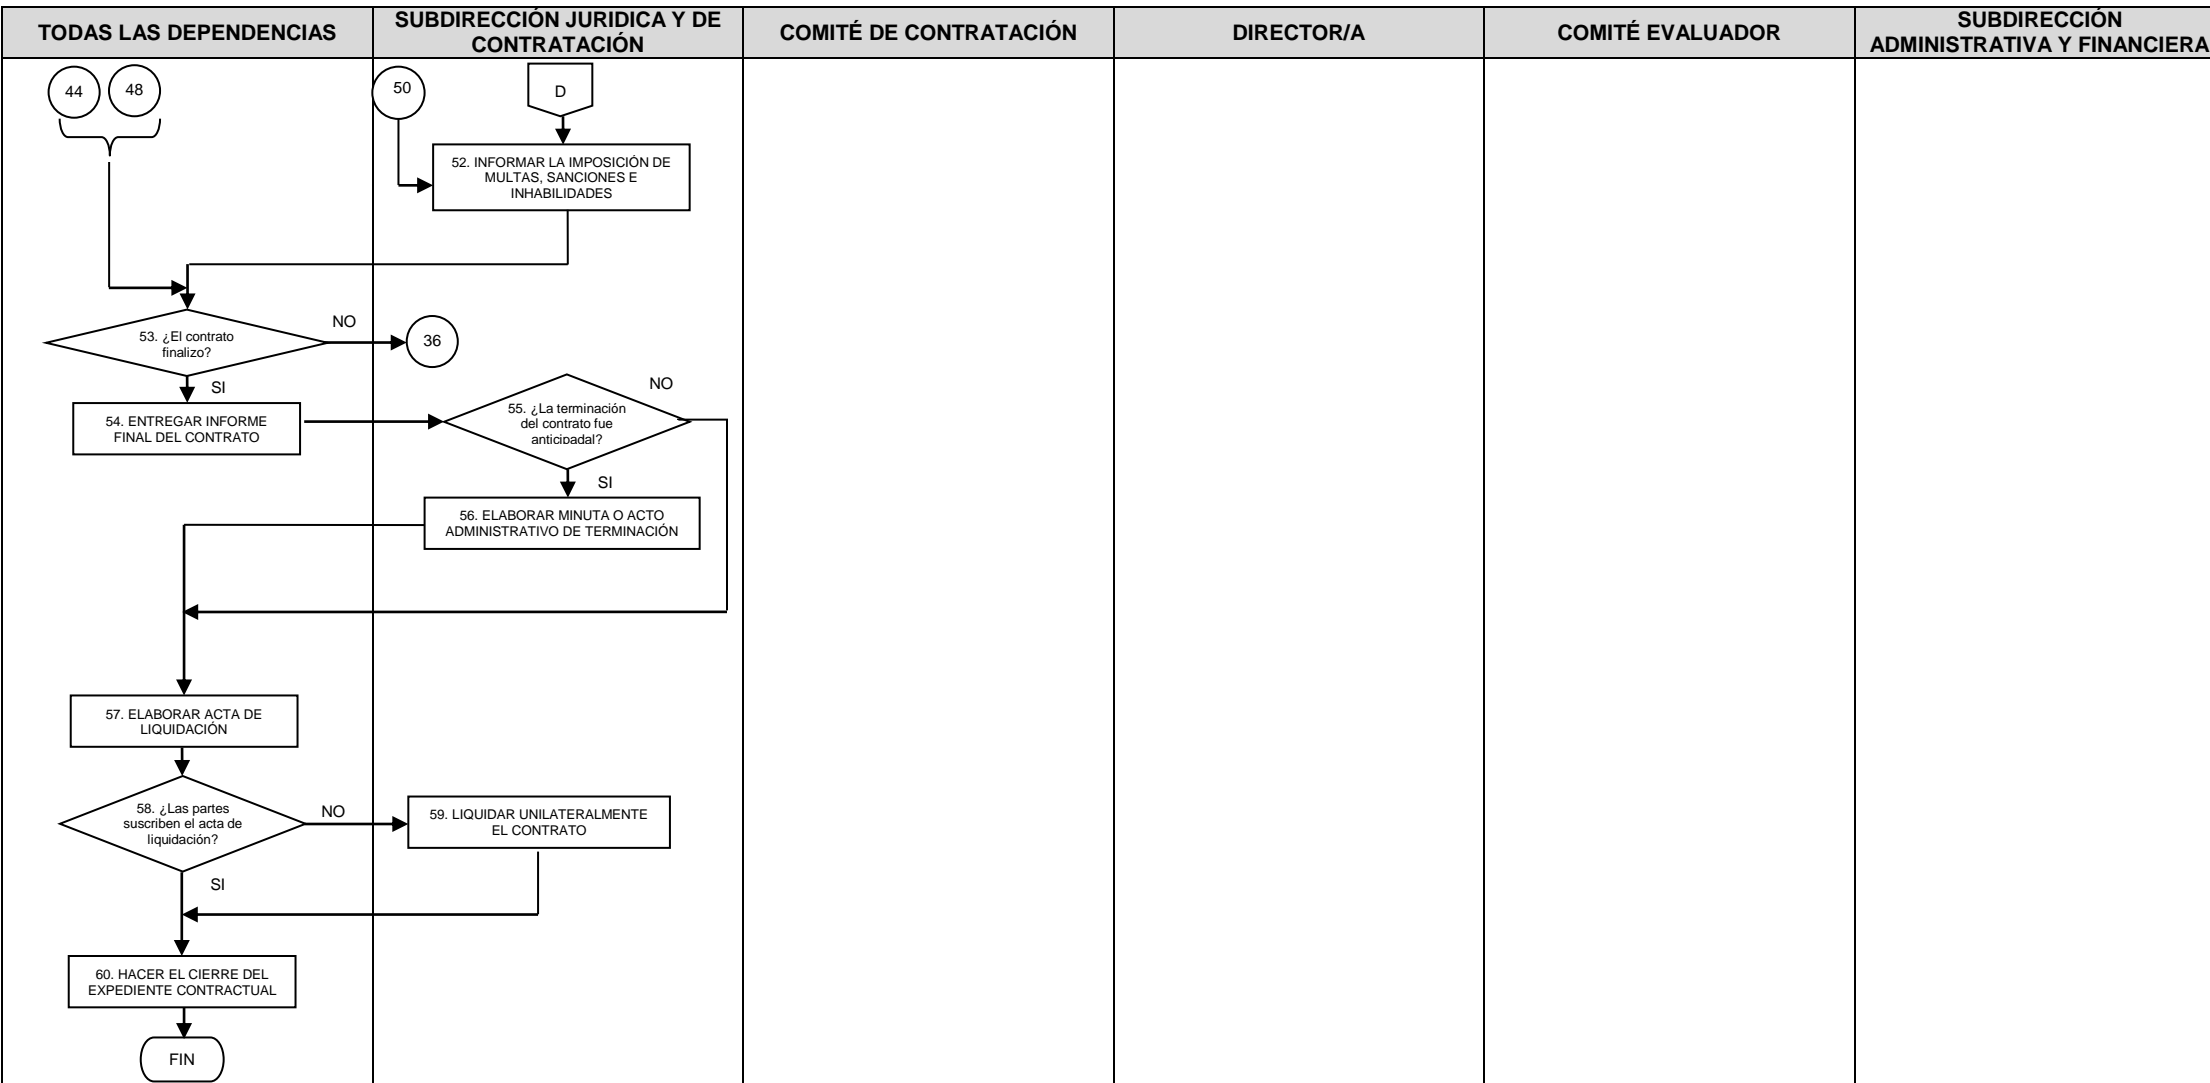 TODAS LAS DEPENDENCIAS
SUBDIRECCIÓN JURIDICA Y DE
CONTRATACIÓN
COMITÉ DE CONTRATACIÓN
DIRECTOR/A
COMITÉ EVALUADOR
SUBDIRECCIÓN
ADMINISTRATIVA Y FINANCIERA
44
48
50
D
52. INFORMAR LA IMPOSICIÓN DE
MULTAS, SANCIONES E
INHABILIDADES
53. ¿El contrato
finalizo?
NO
36
SI
54. ENTREGAR INFORME
FINAL DEL CONTRATO
55. ¿La terminación
del contrato fue
anticipadal?
NO
SI
56. ELABORAR MINUTA O ACTO
ADMINISTRATIVO DE TERMINACIÓN
57. ELABORAR ACTA DE
LIQUIDACIÓN
58. ¿Las partes
suscriben el acta de
liquidación?
NO
59. LIQUIDAR UNILATERALMENTE
EL CONTRATO
SI
60. HACER EL CIERRE DEL
EXPEDIENTE CONTRACTUAL
FIN